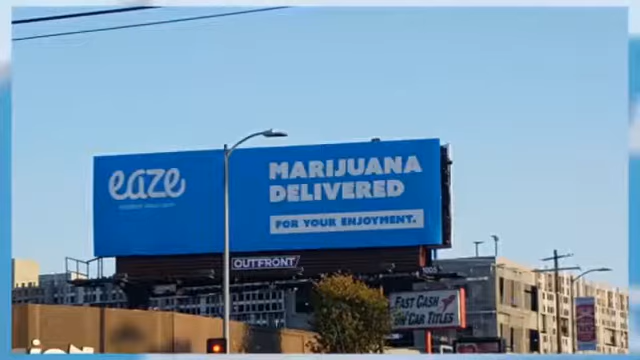 eaze
MARIJUANA
DELIVERED
FOR YOUR ENJOYMENT.
OUTFRONT
FAST CASH
CAR TITLES